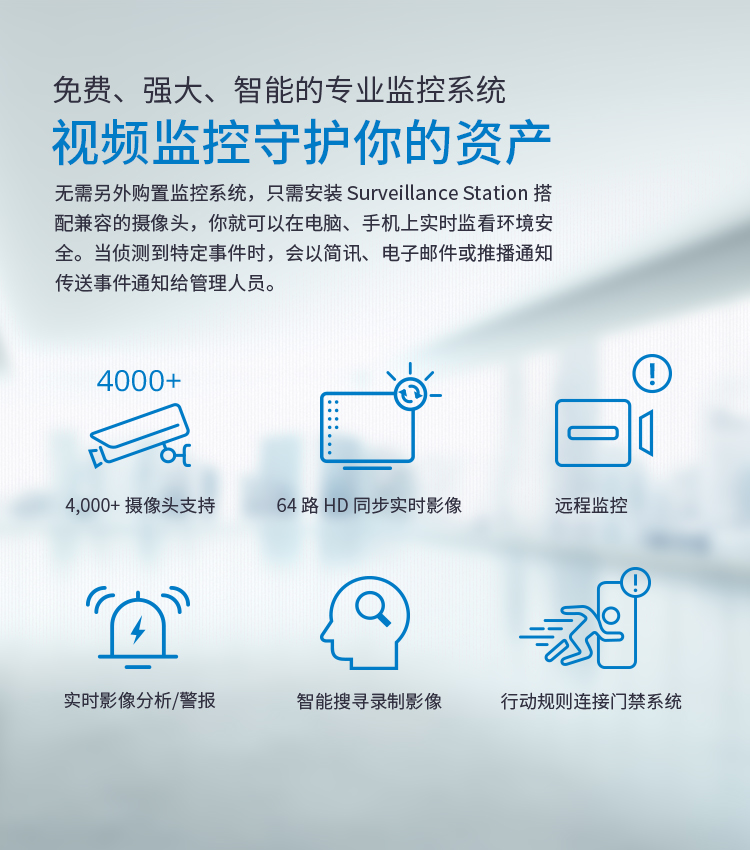 免费、强大、智能的专业监控系统
视频监控守护你的资产
无需另外购置监控系统，只需安装 Surveillance Station 搭
配兼容的摄像头，你就可以在电脑、手机上实时监看环境安
全。当侦测到特定事件时，会以简讯、电子邮件或推播通知
传送事件通知给管理人员。
4000+
4,000+ 摄像头支持
64 路 HD 同步实时影像
远程监控
实时影像分析/警报
智能搜寻录制影像
行动规则连接门禁系统